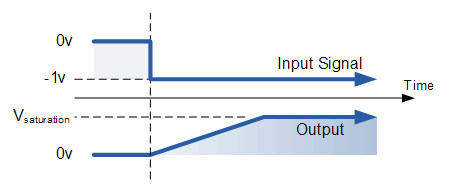 0v
Input Signal
-1v
Time
Vsaturation
Output
0v